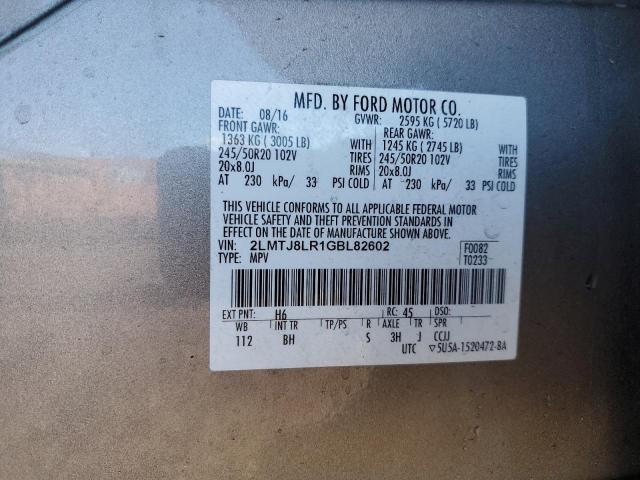 MFD. BY FORD MOTOR CO.
DATE: 08/16 GVWR: 2595 KG ( 5720 LB)
FRONT GAWR: REAR GAWR:
1363 KG ( 3005 LB) WITH 1245 KG ( 2745 LB) WITH
245/50R20 102V TIRES 245/50R20 102V TIRES
20x8.0J RIMS 20x8.0J RIMS
AT 230 kPa/ 33 PSI COLD AT 230 kPa/ 33 PSI COLD
THIS VEHICLE CONFORMS TO ALL APPLICABLE FEDERAL MOTOR
VEHICLE SAFETY AND THEFT PREVENTION STANDARDS IN
EFFECT ON THE DATE OF MANUFACTURE SHOWN ABOVE.
VIN: 2LMTJ8LR1GBL82602 F0082
TYPE: MPV T0233
EXT PNT: H6 RC: 45 DSO:
WB INT TR TP/PS R AXLE TR SPR
112 BH S 3H J CCJJ
UTC ▽5U5A-1520472-BA